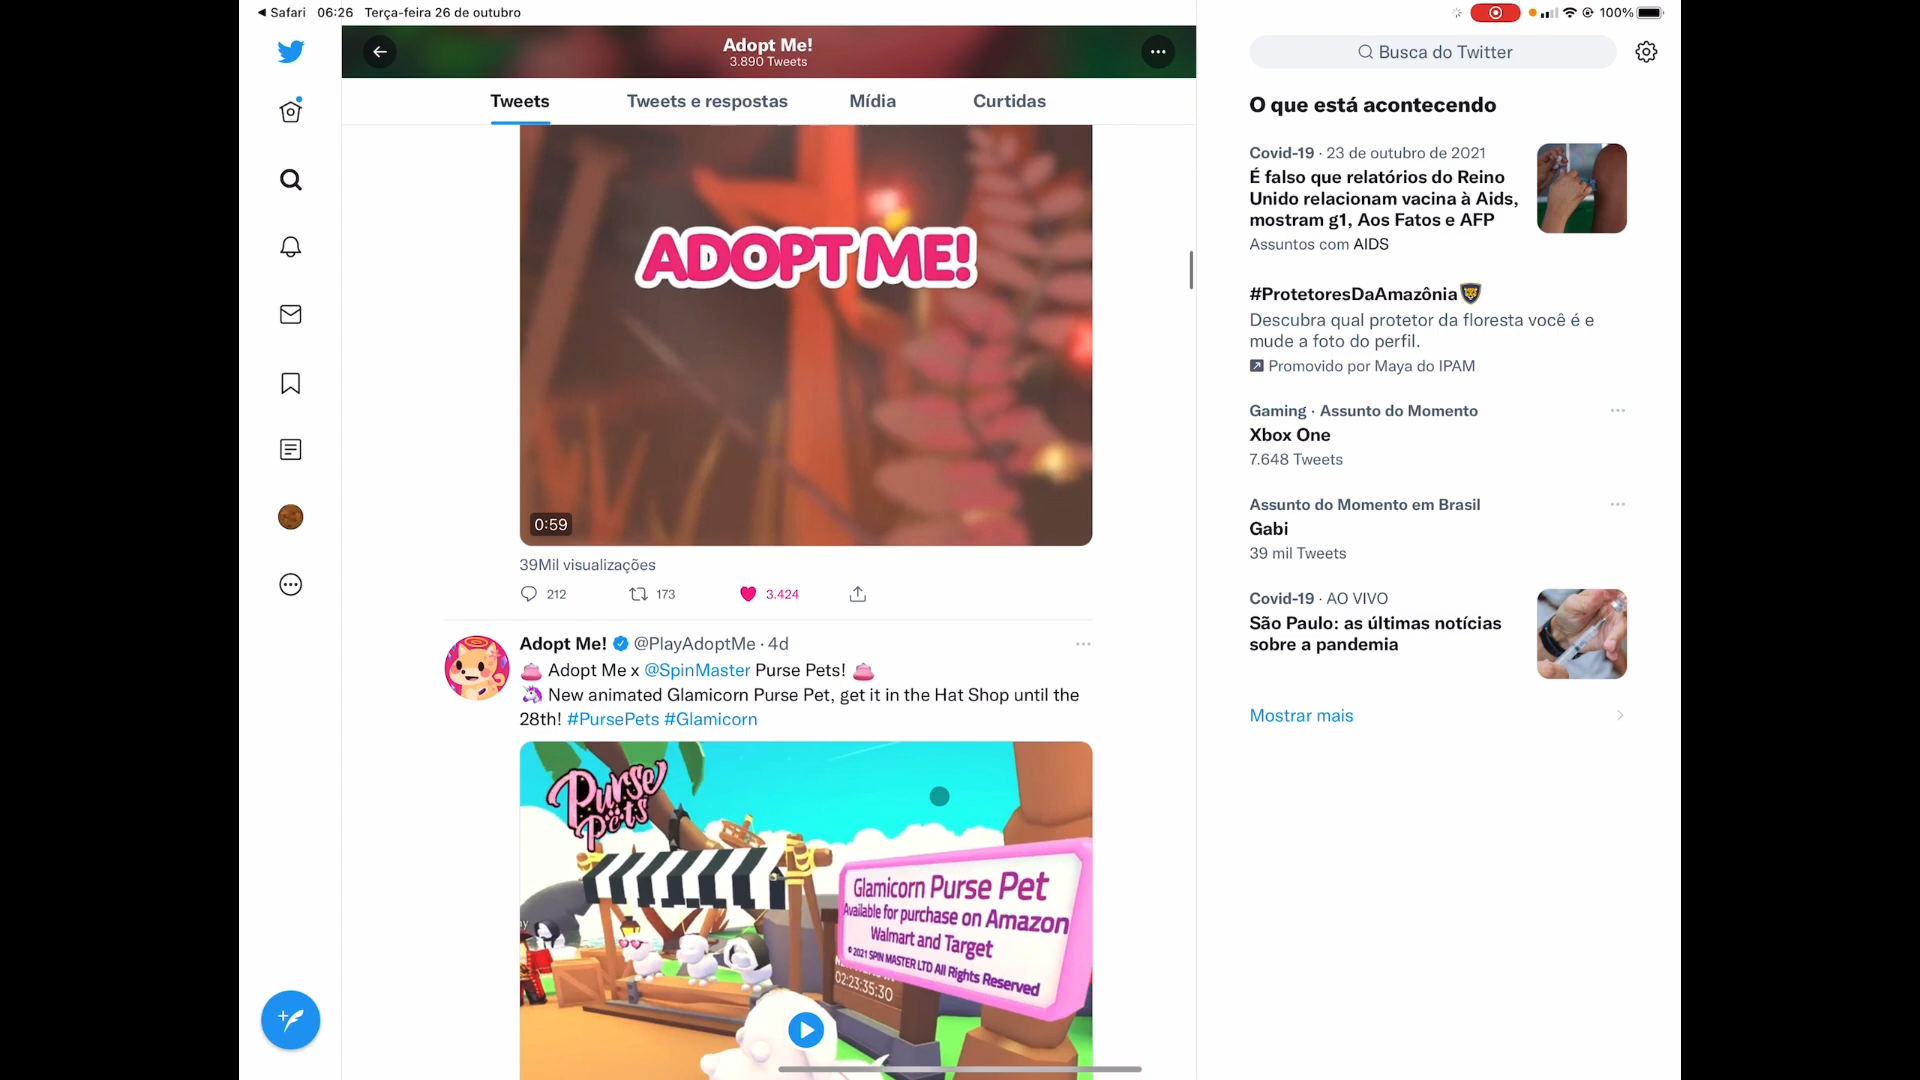 Safari 06:26 Terça-feira 26 de outubro
100%
Adopt Me!
3.890 Tweets
Busca do Twitter
Tweets
Tweets e respostas
Mídia
Curtidas
ADOPT ME!
0:59
39Mil visualizações
212
173
3.424
Adopt Me! @PlayAdoptMe · 4d
Adopt Me x @SpinMaster Purse Pets!
New animated Glamicorn Purse Pet, get it in the Hat Shop until the
28th! #PursePets #Glamicorn
Purse
Pets
Glamicorn Purse Pet
Available for purchase on Amazon
Walmart and Target
© 2021 SPIN MASTER LTD All Rights Reserved
02:23:35:30
O que está acontecendo
Covid-19 · 23 de outubro de 2021
É falso que relatórios do Reino
Unido relacionam vacina à Aids,
mostram g1, Aos Fatos e AFP
Assuntos com AIDS
#ProtetoresDaAmazônia
Descubra qual protetor da floresta você é e
mude a foto do perfil.
Promovido por Maya do IPAM
Gaming · Assunto do Momento
Xbox One
7.648 Tweets
Assunto do Momento em Brasil
Gabi
39 mil Tweets
Covid-19 · AO VIVO
São Paulo: as últimas notícias
sobre a pandemia
Mostrar mais